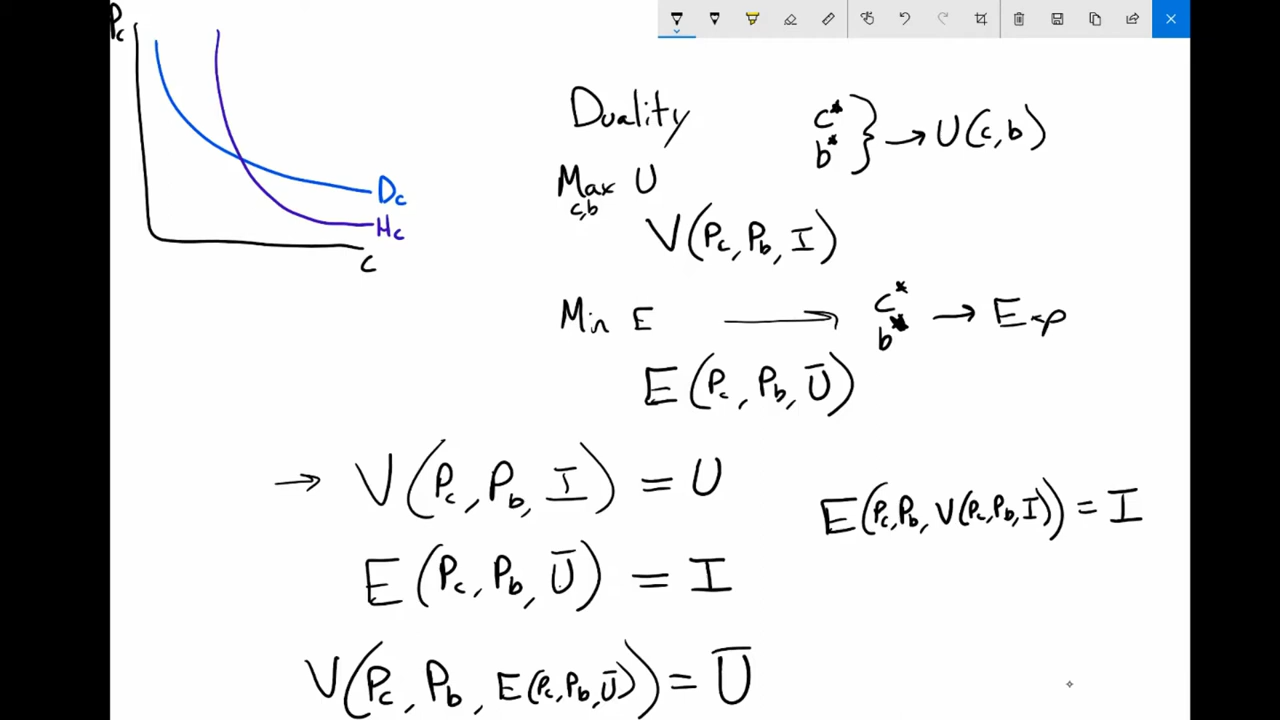 Pc
Dc
Hc
c
Duality
c*
b* } → U(c, b)
Max U
c,b
V(Pc, Pb, I)
Min E → c*
b* → Exp
E(Pc, Pb, Ū)
→ V(Pc, Pb, I) = U
E(Pc, Pb, V(Pc, Pb, I)) = I
E(Pc, Pb, Ū) = I
V(Pc, Pb, E(Pc, Pb, Ū)) = Ū